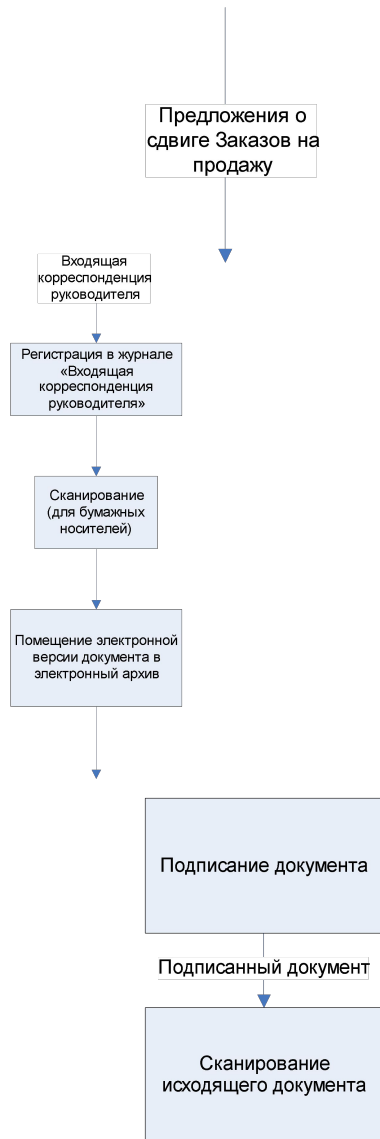 Предложения о
сдвиге Заказов на
продажу
Входящая
корреспонденция
руководителя
Регистрация в журнале
«Входящая
корреспонденция
руководителя»
Сканирование
(для бумажных
носителей)
Помещение электронной
версии документа в
электронный архив
Подписание документа
Подписанный документ
Сканирование
исходящего документа